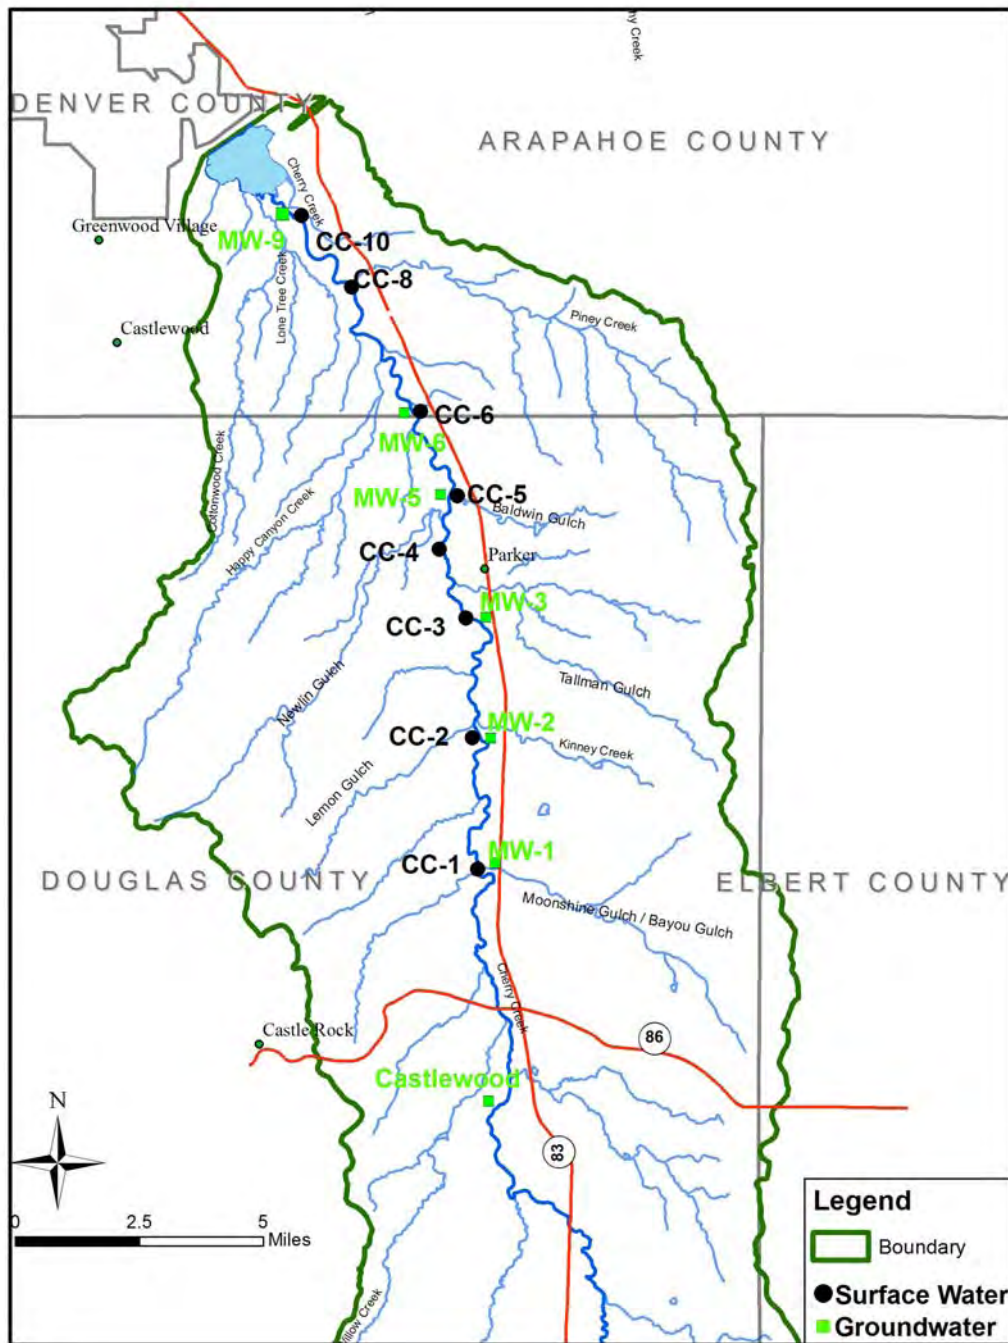 ny Creek
DENVER COUNTY
ARAPAHOE COUNTY
Cherry Creek
Greenwood Village
MW-9
CC-10
CC-8
Lone Tree Creek
Piney Creek
Castlewood
CC-6
MW-6
Cottonwood Creek
MW-5
CC-5
Happy Canyon Creek
Baldwin Gulch
CC-4
Parker
MW-3
CC-3
Newlin Gulch
Tallman Gulch
MW-2
CC-2
Kinney Creek
Lemon Gulch
MW-1
CC-1
DOUGLAS COUNTY
ELBERT COUNTY
Moonshine Gulch / Bayou Gulch
Cherry Creek
Castle Rock
86
Castlewood
N
83
0 2.5 5
Miles
Legend
Boundary
Surface Water
Groundwater
Willow Creek